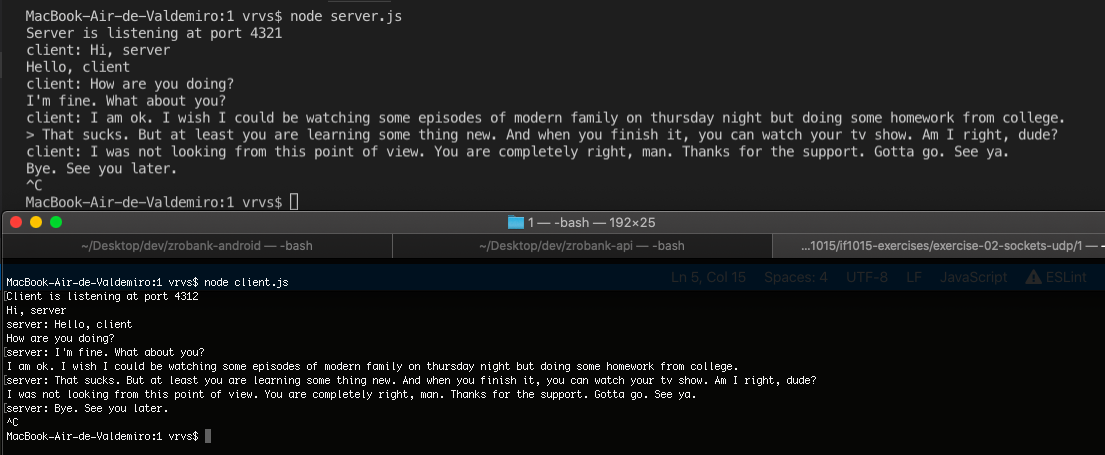 MacBook-Air-de-Valdemiro:1 vrvs$ node server.js
Server is listening at port 4321
client: Hi, server
Hello, client
client: How are you doing?
I'm fine. What about you?
client: I am ok. I wish I could be watching some episodes of modern family on thursday night but doing some homework from college.
> That sucks. But at least you are learning some thing new. And when you finish it, you can watch your tv show. Am I right, dude?
client: I was not looking from this point of view. You are completely right, man. Thanks for the support. Gotta go. See ya.
Bye. See you later.
^C
MacBook-Air-de-Valdemiro:1 vrvs$
1 — -bash — 192×25
~/Desktop/dev/zrobank-android — -bash
~/Desktop/dev/zrobank-api — -bash
...1015/if1015-exercises/exercise-02-sockets-udp/1 — -
Ln 5, Col 15 Spaces: 4 UTF-8 LF JavaScript ESLint
MacBook-Air-de-Valdemiro:1 vrvs$ node client.js
[Client is listening at port 4312
Hi, server
server: Hello, client
How are you doing?
[server: I'm fine. What about you?
I am ok. I wish I could be watching some episodes of modern family on thursday night but doing some homework from college.
[server: That sucks. But at least you are learning some thing new. And when you finish it, you can watch your tv show. Am I right, dude?
I was not looking from this point of view. You are completely right, man. Thanks for the support. Gotta go. See ya.
[server: Bye. See you later.
^C
MacBook-Air-de-Valdemiro:1 vrvs$